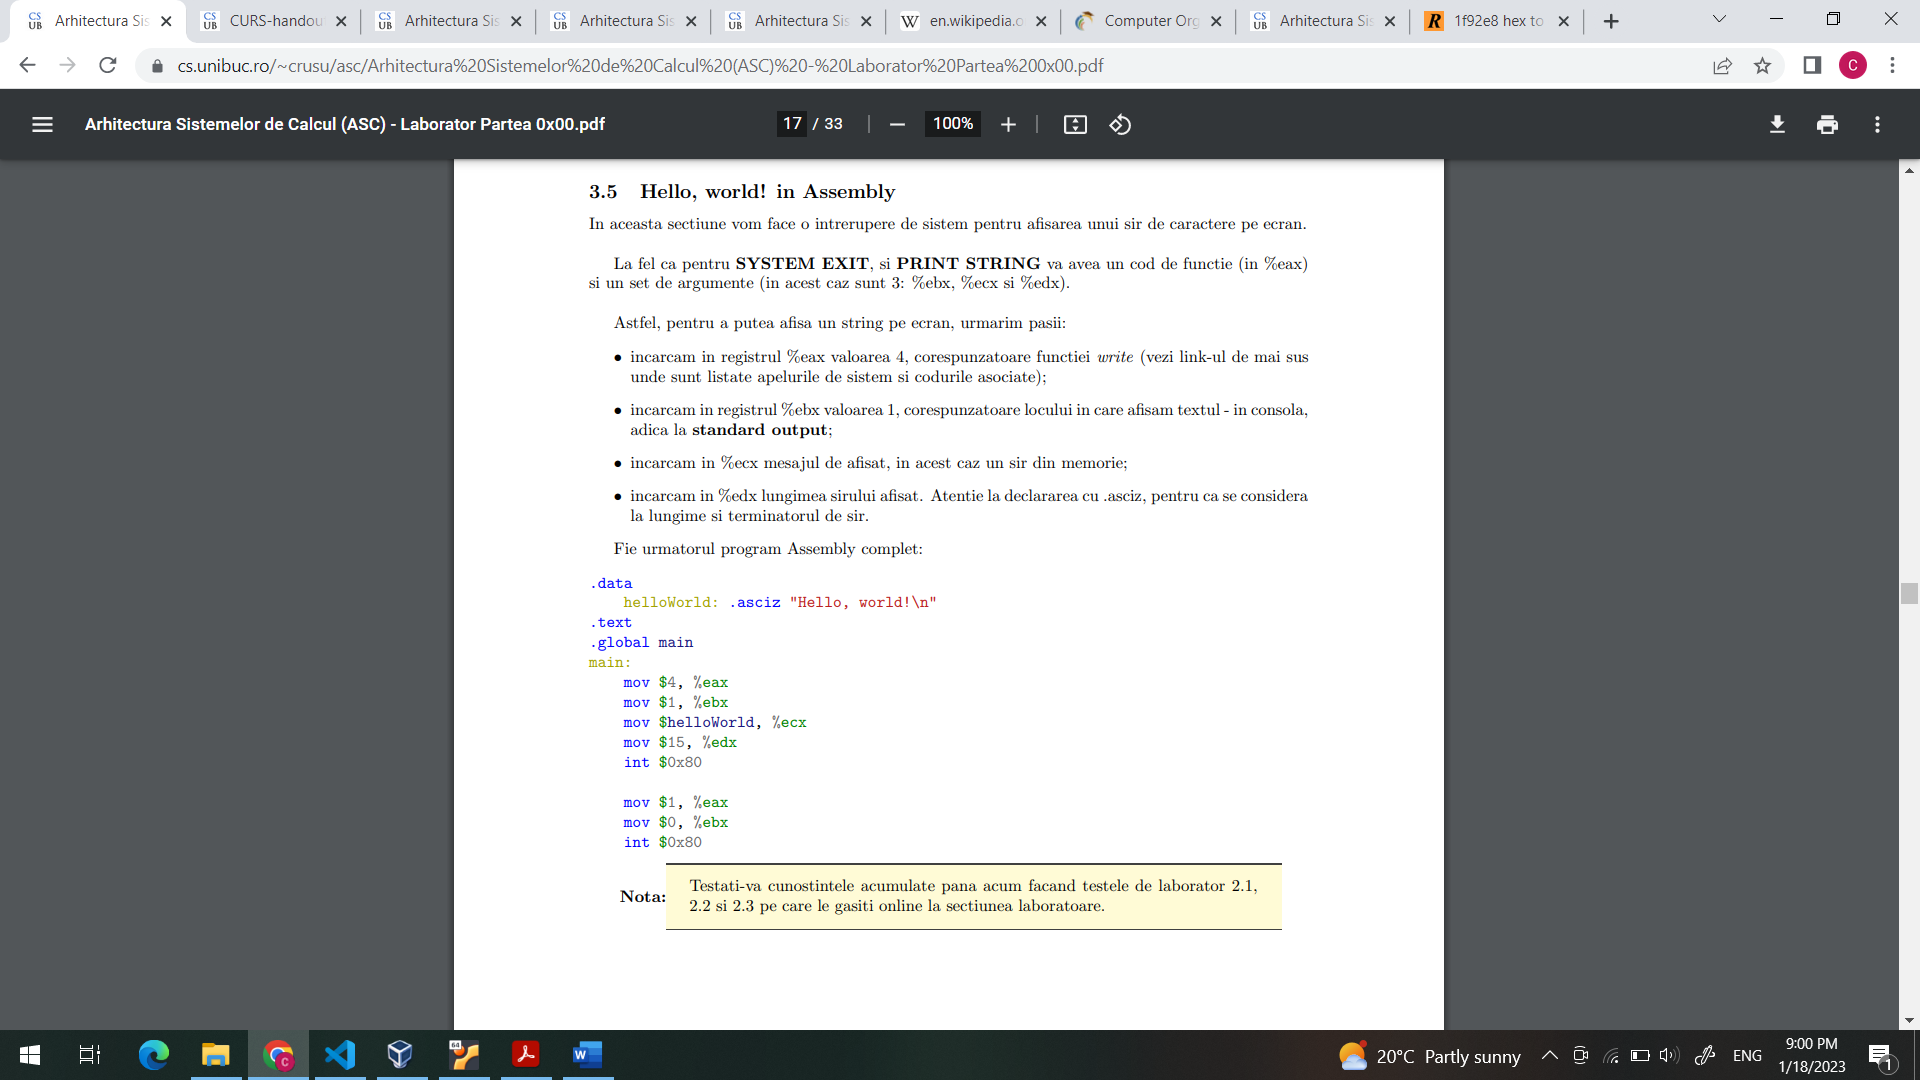 Arhitectura Sis
CURS-handou
Arhitectura Sis
Arhitectura Sis
Arhitectura Sis
en.wikipedia.o
Computer Org
Arhitectura Sis
1f92e8 hex to
cs.unibuc.ro/~crusu/asc/Arhitectura%20Sistemelor%20de%20Calcul%20(ASC)%20-%20Laborator%20Partea%200x00.pdf
C
Arhitectura Sistemelor de Calcul (ASC) - Laborator Partea 0x00.pdf
17 / 33
100%
3.5 Hello, world! in Assembly
In aceasta sectiune vom face o intrerupere de sistem pentru afisarea unui sir de caractere pe ecran.
La fel ca pentru SYSTEM EXIT, si PRINT STRING va avea un cod de functie (in %eax)
si un set de argumente (in acest caz sunt 3: %ebx, %ecx si %edx).
Astfel, pentru a putea afisa un string pe ecran, urmarim pasii:
• incarcam in registrul %eax valoarea 4, corespunzatoare functiei write (vezi link-ul de mai sus
unde sunt listate apelurile de sistem si codurile asociate);
• incarcam in registrul %ebx valoarea 1, corespunzatoare locului in care afisam textul - in consola,
adica la standard output;
• incarcam in %ecx mesajul de afisat, in acest caz un sir din memorie;
• incarcam in %edx lungimea sirului afisat. Atentie la declararea cu .asciz, pentru ca se considera
la lungime si terminatorul de sir.
Fie urmatorul program Assembly complet:
.data
helloWorld: .asciz "Hello, world!\n"
.text
.global main
main:
mov $4, %eax
mov $1, %ebx
mov $helloWorld, %ecx
mov $15, %edx
int $0x80
mov $1, %eax
mov $0, %ebx
int $0x80
Nota:
Testati-va cunostintele acumulate pana acum facand testele de laborator 2.1,
2.2 si 2.3 pe care le gasiti online la sectiunea laboratoare.
20°C Partly sunny
ENG
9:00 PM
1/18/2023
1